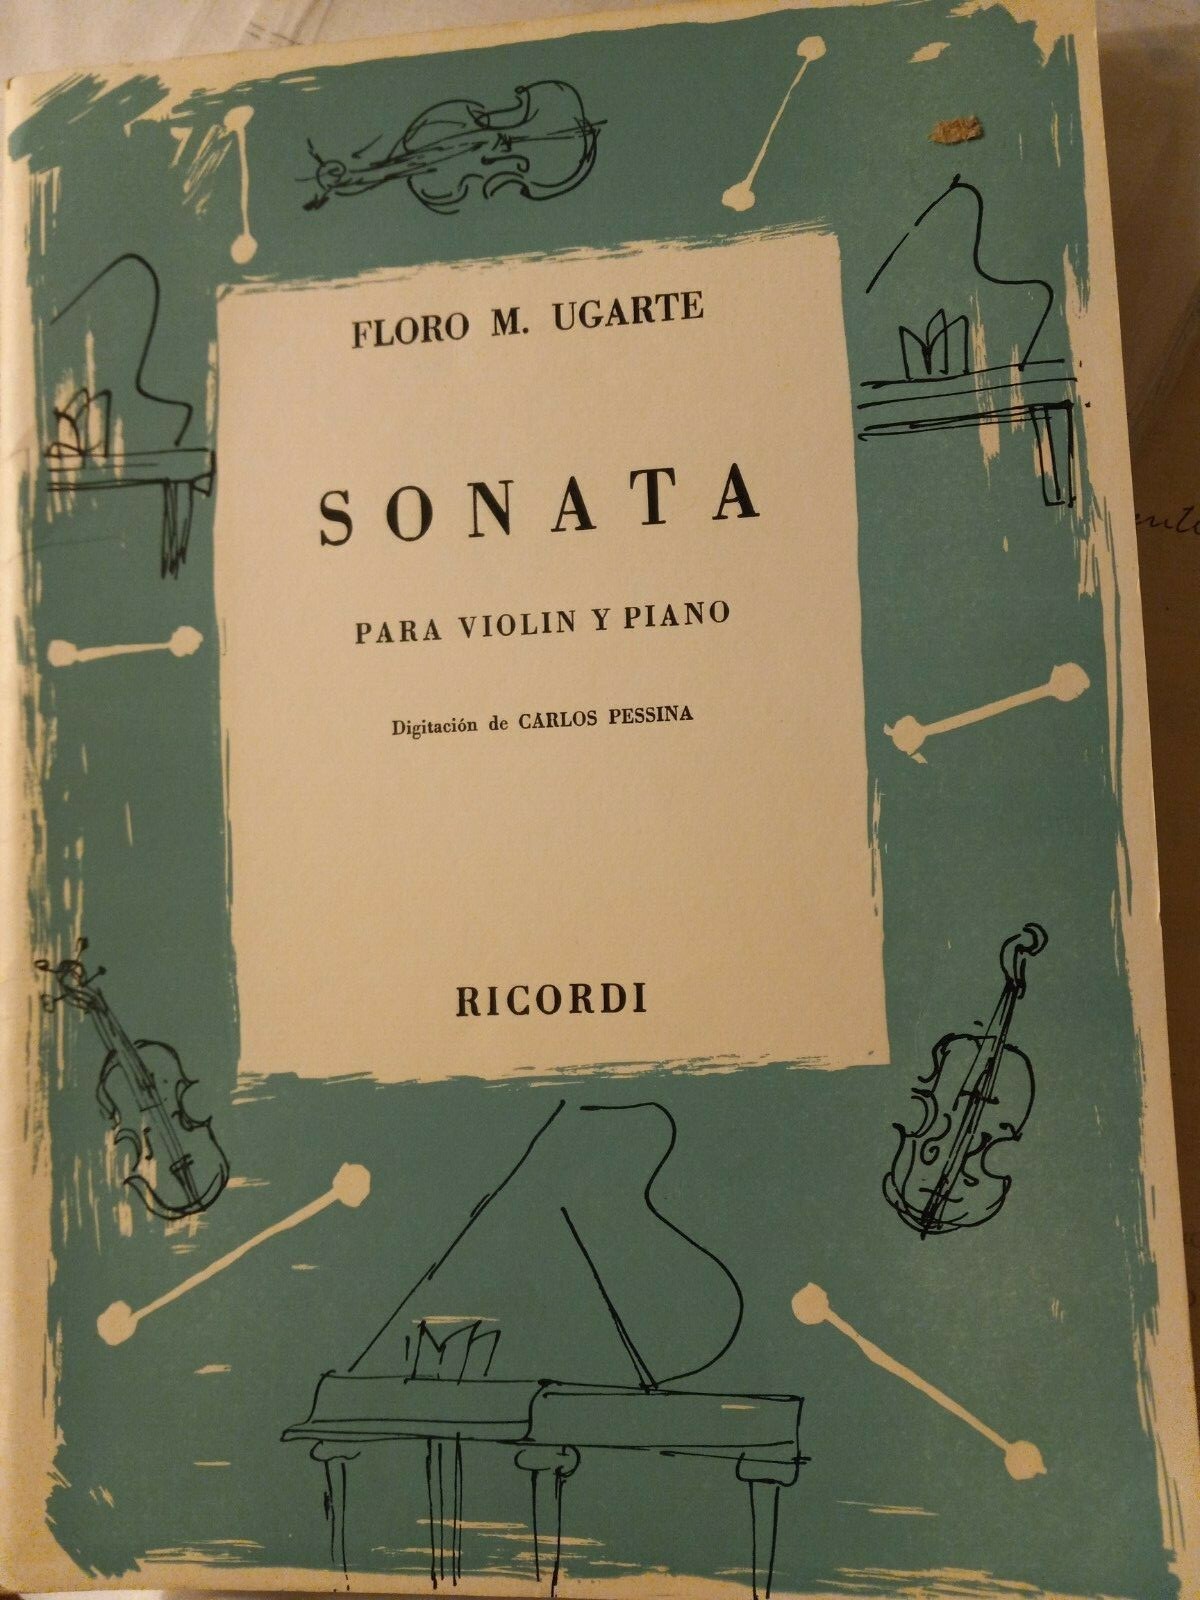 FLORO M. UGARTE
SONATA
PARA VIOLIN Y PIANO
Digitación de CARLOS PESSINA
RICORDI